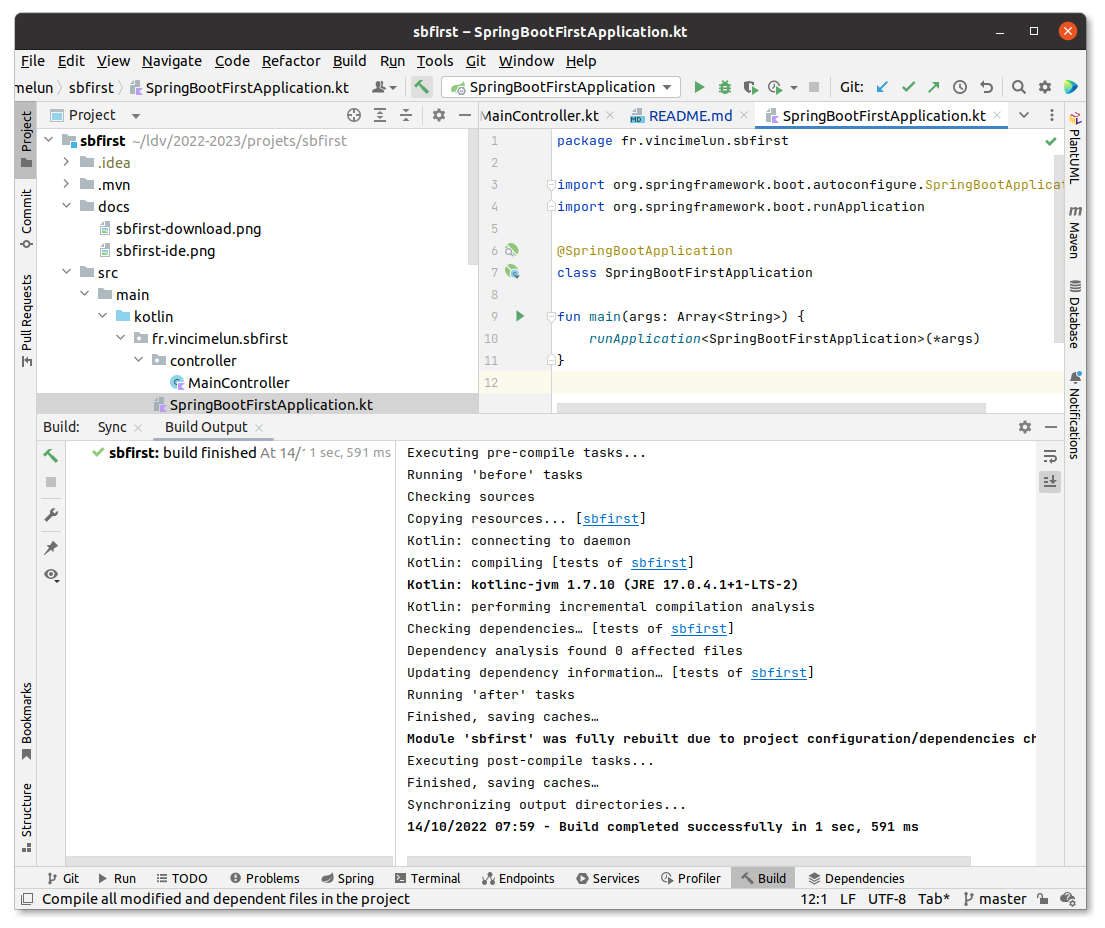 sbfirst – SpringBootFirstApplication.kt
File Edit View Navigate Code Refactor Build Run Tools Git Window Help
melun sbfirst SpringBootFirstApplication.kt SpringBootFirstApplication Git:
Project
MainController.kt README.md SpringBootFirstApplication.kt
sbfirst ~/ldv/2022-2023/projets/sbfirst
.idea
.mvn
docs
sbfirst-download.png
sbfirst-ide.png
src
main
kotlin
fr.vincimelun.sbfirst
controller
MainController
SpringBootFirstApplication.kt
1 package fr.vincimelun.sbfirst
2
3 import org.springframework.boot.autoconfigure.SpringBootApplicat
4 import org.springframework.boot.runApplication
5
6 @SpringBootApplication
7 class SpringBootFirstApplication
8
9 fun main(args: Array<String>) {
10 runApplication<SpringBootFirstApplication>(*args)
11 }
12
Project
Commit
Pull Requests
Bookmarks
Structure
PlantUML
m Maven
Database
Notifications
Build: Sync Build Output
sbfirst: build finished At 14/1 1 sec, 591 ms
Executing pre-compile tasks...
Running 'before' tasks
Checking sources
Copying resources... [sbfirst]
Kotlin: connecting to daemon
Kotlin: compiling [tests of sbfirst]
Kotlin: kotlinc-jvm 1.7.10 (JRE 17.0.4.1+1-LTS-2)
Kotlin: performing incremental compilation analysis
Checking dependencies… [tests of sbfirst]
Dependency analysis found 0 affected files
Updating dependency information… [tests of sbfirst]
Running 'after' tasks
Finished, saving caches…
Module 'sbfirst' was fully rebuilt due to project configuration/dependencies ch
Executing post-compile tasks...
Finished, saving caches…
Synchronizing output directories...
14/10/2022 07:59 - Build completed successfully in 1 sec, 591 ms
Git Run TODO Problems Spring Terminal Endpoints Services Profiler Build Dependencies
Compile all modified and dependent files in the project 12:1 LF UTF-8 Tab* master